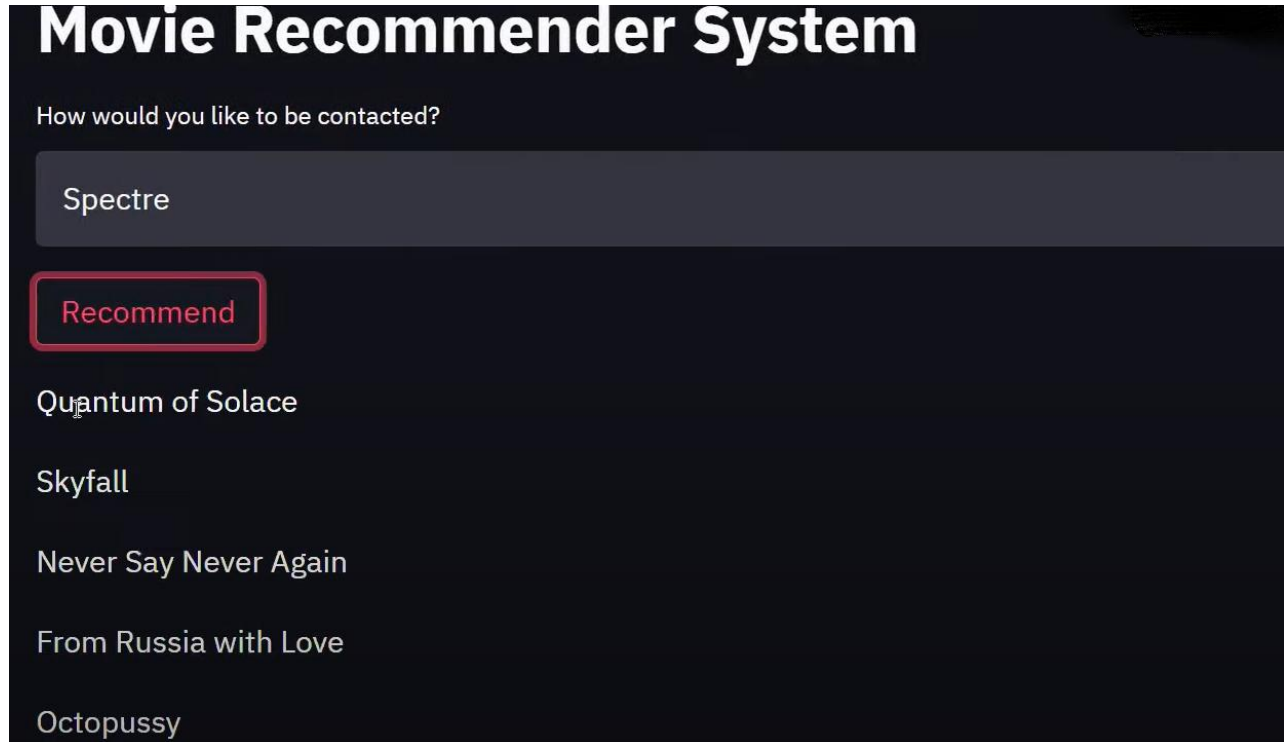 Movie Recommender System
How would you like to be contacted?
Spectre
Recommend
Quantum of Solace
Skyfall
Never Say Never Again
From Russia with Love
Octopussy